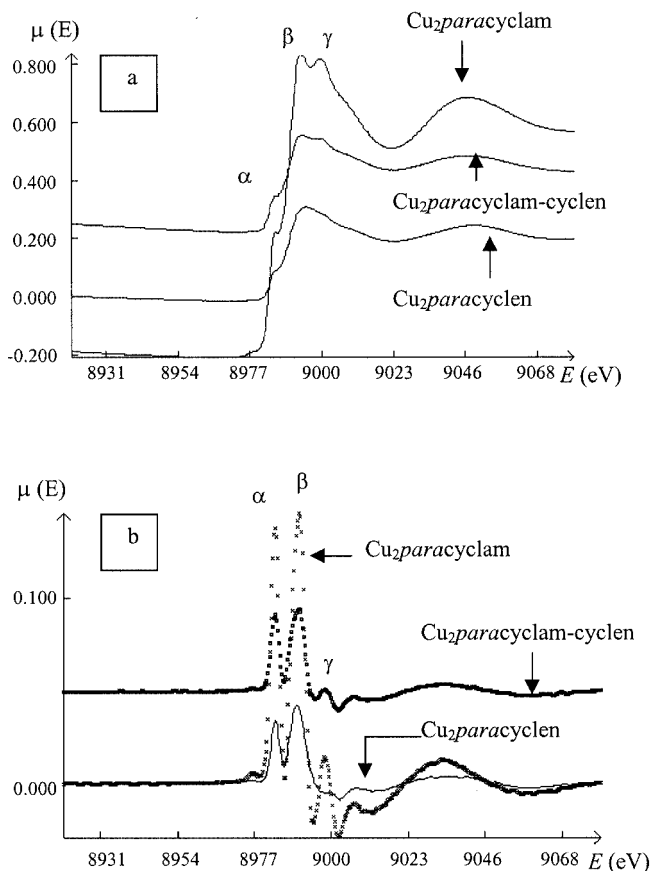 μ (E)
a
Cu₂paracyclam
β
γ
0.800
0.600
α
0.400
Cu₂paracyclam-cyclen
0.200
Cu₂paracyclen
0.000
-0.200
8931 8954 8977 9000 9023 9046 9068 E (eV)
μ (E)
b
α
β
Cu₂paracyclam
0.100
Cu₂paracyclam-cyclen
γ
Cu₂paracyclen
0.000
8931 8954 8977 9000 9023 9046 9068 E (eV)